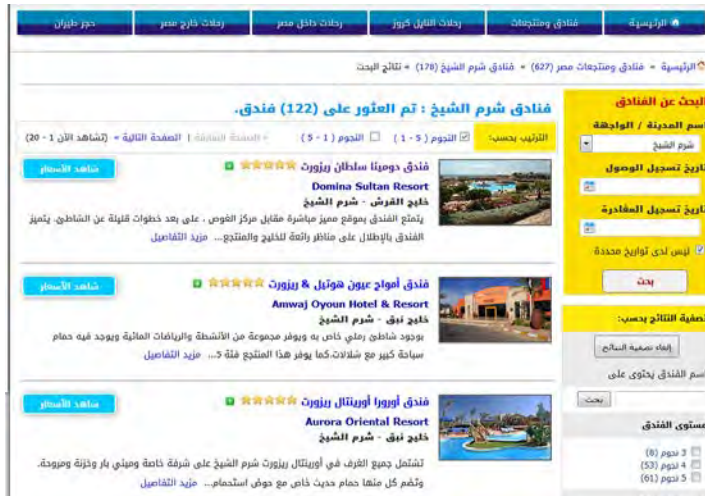 الرئيسية
فنادق ومنتجعات
رحلات النايل كروز
رحلات داخل مصر
رحلات خارج مصر
حجز طيران
الرئيسية » فنادق ومنتجعات مصر (627) » فنادق شرم الشيخ (178) » نتائج البحث
البحث عن الفنادق
اسم المدينة / الواجهة
شرم الشيخ
تاريخ تسجيل الوصول
تاريخ تسجيل المغادرة
ليس لدى تواريخ محددة
بحث
تصفية النتائج بحسب:
إلغاء تصفية النتائج
اسم الفندق يحتوى على
بحث
مستوى الفندق
3 نجوم (8)
4 نجوم (53)
5 نجوم (61)
فنادق شرم الشيخ : تم العثور على (122) فندق.
الترتيب بحسب: النجوم ( 5 - 1 ) النجوم ( 1 - 5 ) « الصفحة السابقة | الصفحة التالية » (تشاهد الآن 1 - 20)
فندق دومينا سلطان ريزورت
شاهد الأسعار
Domina Sultan Resort
خليج القرش - شرم الشيخ
يتمتع الفندق بموقع مميز مباشرة مقابل مركز الغوص ، على بعد خطوات قليلة عن الشاطئ. يتميز
الفندق بالإطلال على مناظر رائعة للخليج والمنتجع... مزيد التفاصيل
فندق أمواج عيون هوتيل & ريزورت
شاهد الأسعار
Amwaj Oyoun Hotel & Resort
خليج نبق - شرم الشيخ
بوجود شاطئ رملي خاص به ويوفر مجموعة من الأنشطة والرياضات المائية ويوجد فيه حمام
سباحة كبير مع شلالات.كما يوفر هذا المنتجع فئة 5... مزيد التفاصيل
فندق أورورا أورينتال ريزورت
شاهد الأسعار
Aurora Oriental Resort
خليج نبق - شرم الشيخ
تشتمل جميع الغرف في أورينتال ريزورت شرم الشيخ على شرفة خاصة وميني بار وخزنة ومروحة.
وتضم كل منها حمام حديث خاص مع حوض استحمام... مزيد التفاصيل